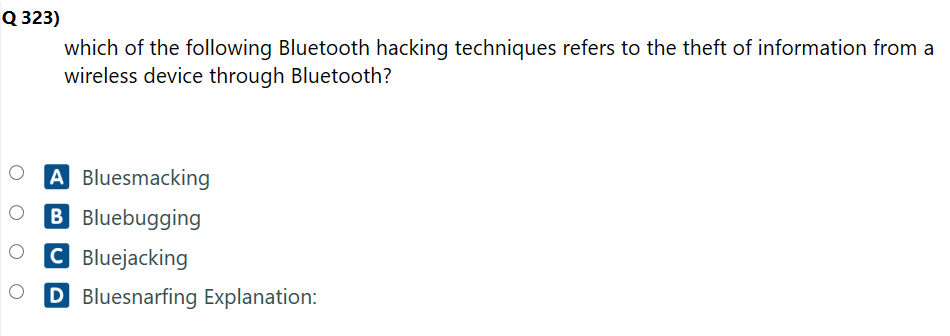 Q 323)
which of the following Bluetooth hacking techniques refers to the theft of information from a
wireless device through Bluetooth?
A Bluesmacking
B Bluebugging
C Bluejacking
D Bluesnarfing Explanation: